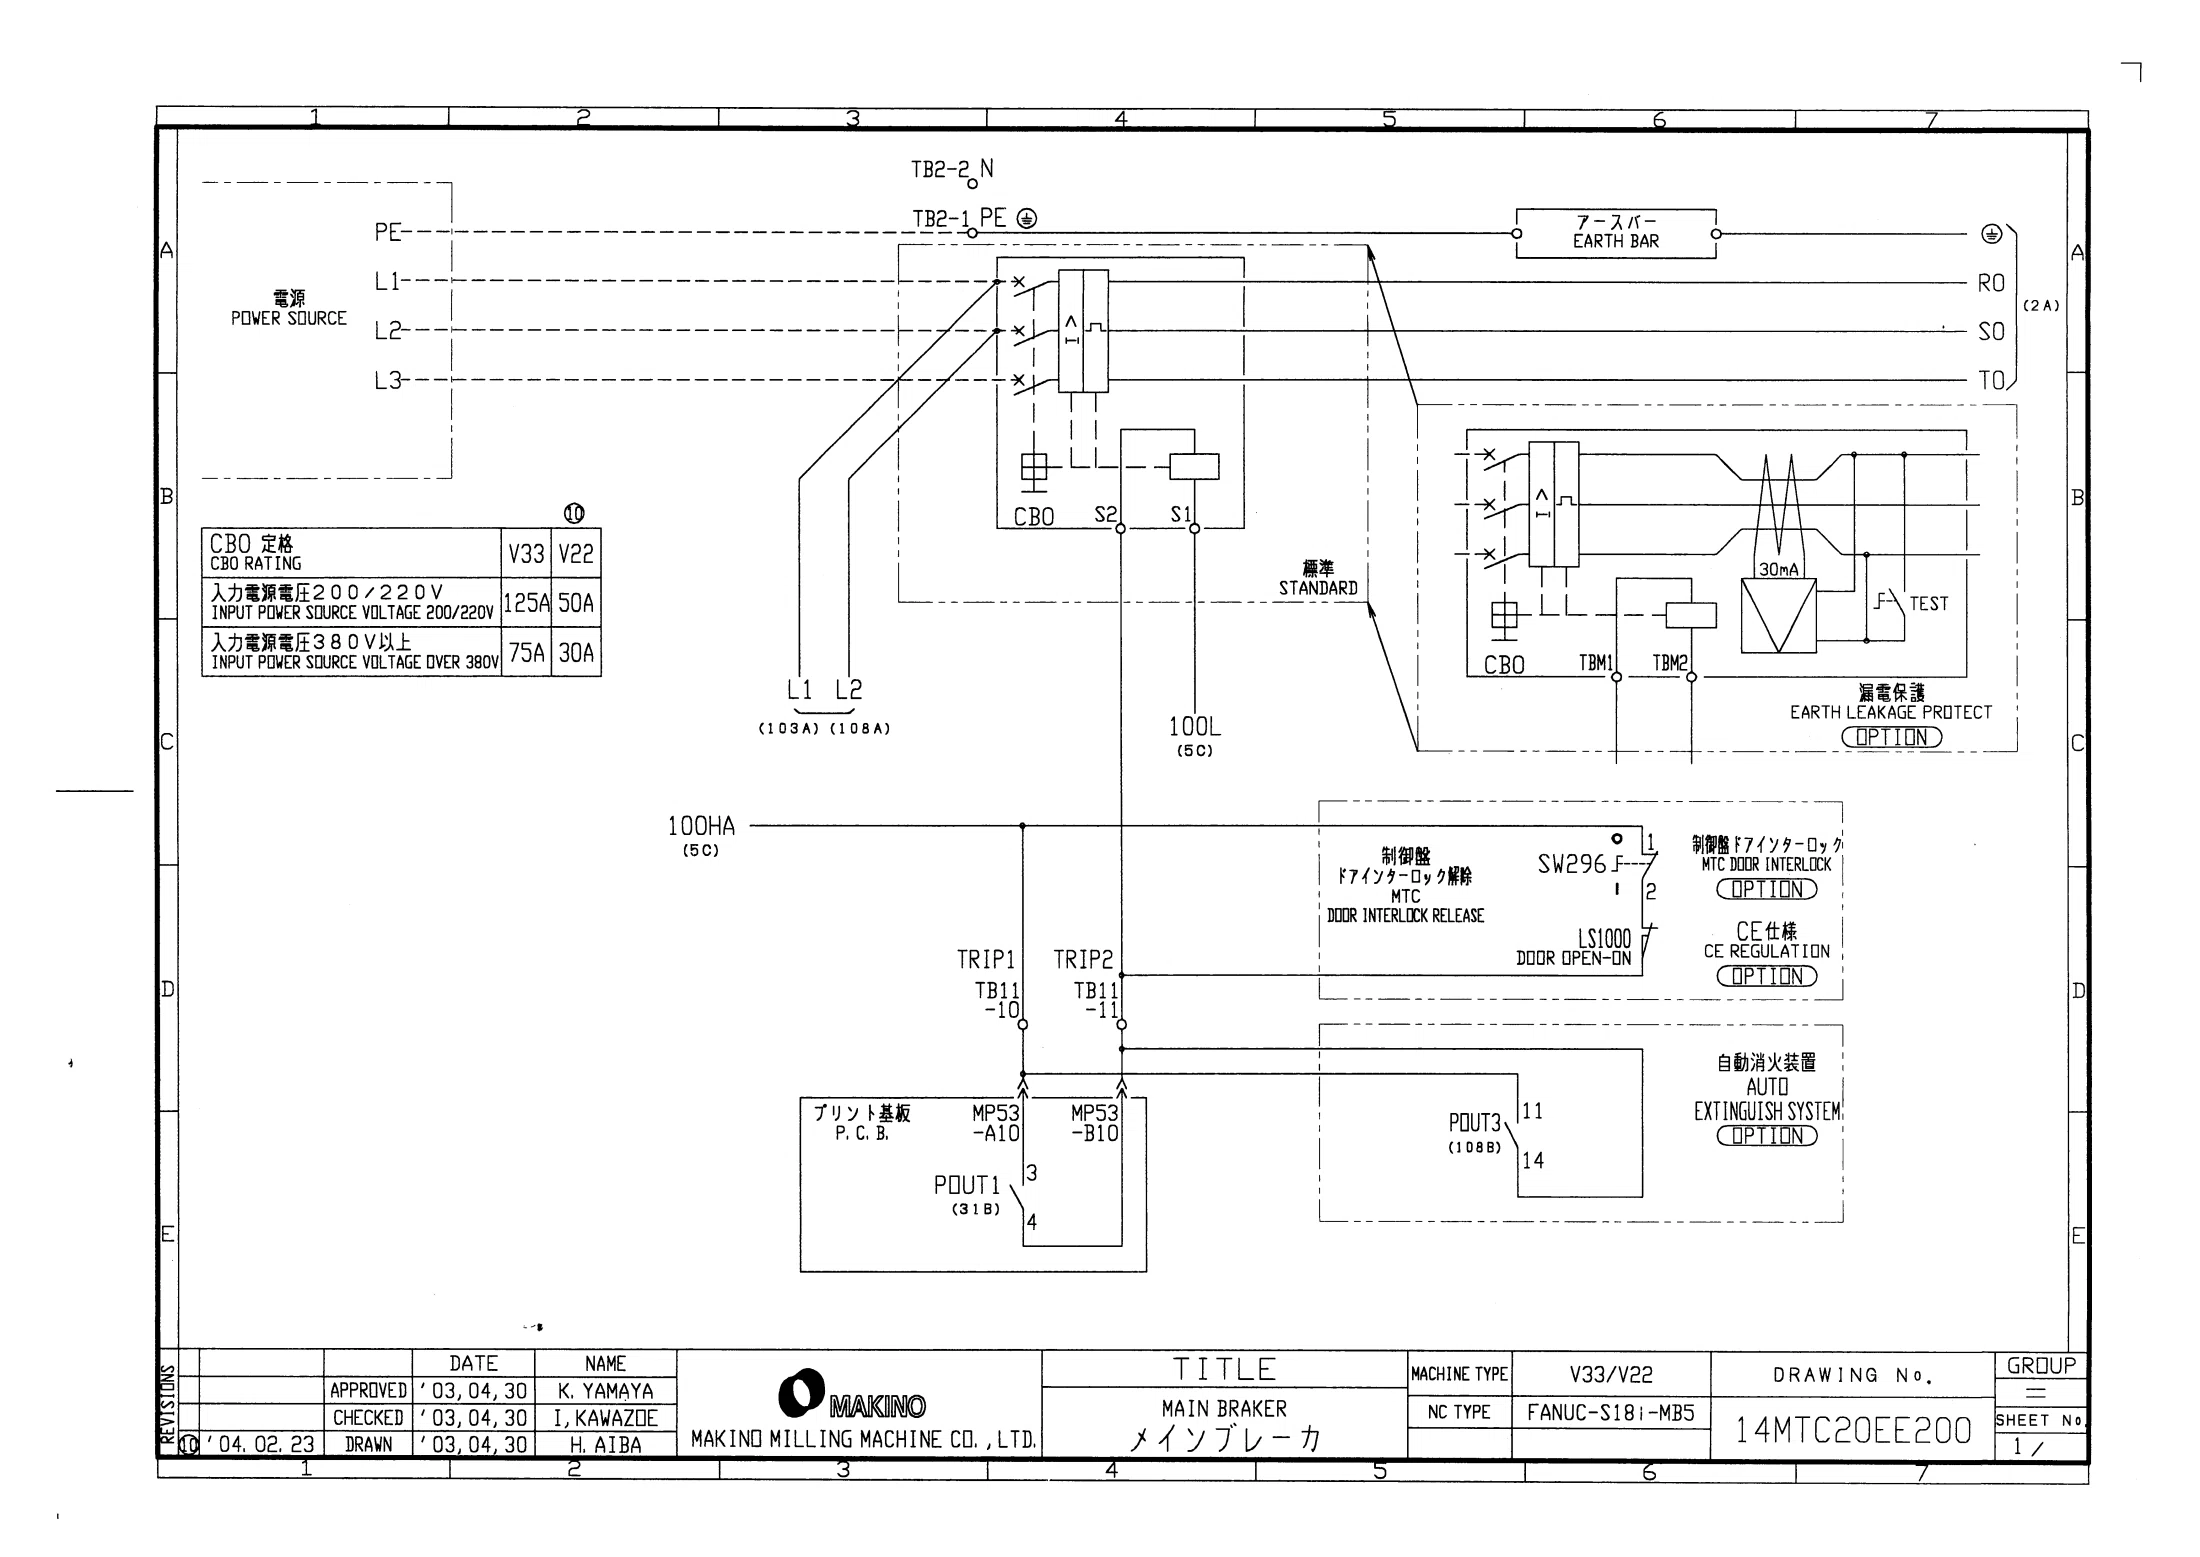 1 2 3 4 5 6 7
A
B
C
D
E
A
B
C
D
E
TB2-2 N
TB2-1 PE
PE
L1
L2
L3
電源
POWER SOURCE
アースバー
EARTH BAR
R0
S0
T0
(2A)
I>
CB0
S2
S1
標準
STANDARD
I>
30mA
TEST
CB0
TBM1
TBM2
漏電保護
EARTH LEAKAGE PROTECT
OPTION
10
CB0 定格
CB0 RATING
V33
V22
入力電源電圧200/220V
INPUT POWER SOURCE VOLTAGE 200/220V
125A
50A
入力電源電圧380V以上
INPUT POWER SOURCE VOLTAGE OVER 380V
75A
30A
L1 L2
(103A) (108A)
100L
(5C)
100HA
(5C)
制御盤
ドアインターロック解除
MTC
DOOR INTERLOCK RELEASE
SW296
1
2
制御盤ドアインターロック
MTC DOOR INTERLOCK
OPTION
LS1000
DOOR OPEN-ON
CE仕様
CE REGULATION
OPTION
TRIP1
TB11
-10
TRIP2
TB11
-11
自動消火装置
AUTO
EXTINGUISH SYSTEM
OPTION
POUT3
(108B)
11
14
プリント基板
P. C. B.
MP53
-A10
MP53
-B10
POUT1
(31B)
3
4
REVISIONS
10 '04. 02. 23
DATE
NAME
APPROVED '03, 04, 30 K. YAMAYA
CHECKED '03, 04, 30 I, KAWAZOE
DRAWN '03, 04, 30 H. AIBA
MAKINO
MAKINO MILLING MACHINE CO. , LTD.
TITLE
MAIN BRAKER
メインブレーカ
MACHINE TYPE V33/V22
NC TYPE FANUC-S18i-MB5
DRAWING No.
14MTC20EE200
GROUP
=
SHEET No.
1 /
1 2 3 4 5 6 7